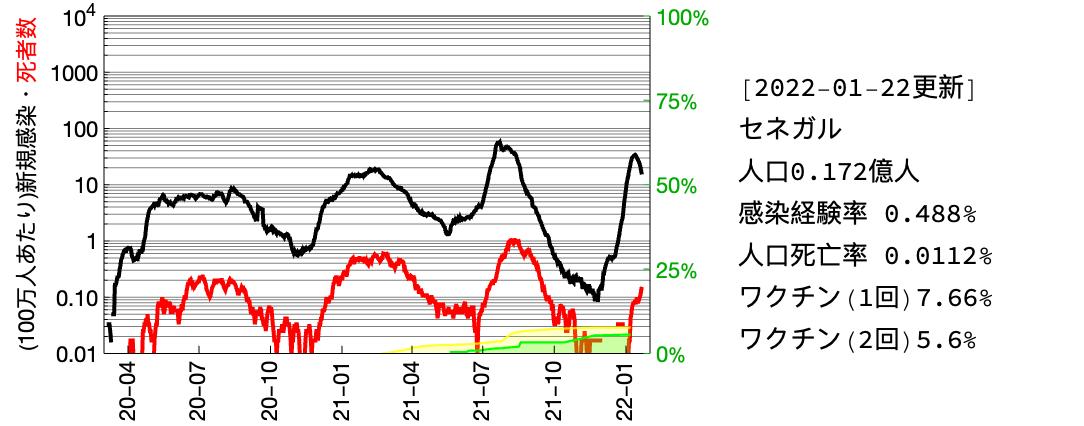 (100万人あたり)新規感染・死者数
10^4
1000
100
10
1
0.10
0.01
100%
75%
50%
25%
0%
20-04
20-07
20-10
21-01
21-04
21-07
21-10
22-01
[2022-01-22更新]
セネガル
人口0.172億人
感染経験率 0.488%
人口死亡率 0.0112%
ワクチン(1回)7.66%
ワクチン(2回)5.6%